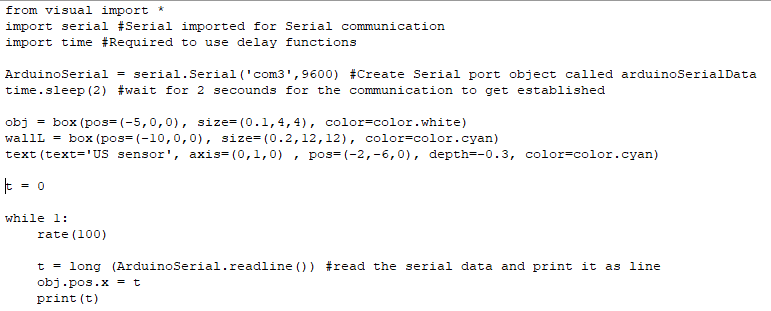 from visual import *
import serial #Serial imported for Serial communication
import time #Required to use delay functions
ArduinoSerial = serial.Serial('com3',9600) #Create Serial port object called arduinoSerialData
time.sleep(2) #wait for 2 secounds for the communication to get established
obj = box(pos=(-5,0,0), size=(0.1,4,4), color=color.white)
wallL = box(pos=(-10,0,0), size=(0.2,12,12), color=color.cyan)
text(text='US sensor', axis=(0,1,0) , pos=(-2,-6,0), depth=-0.3, color=color.cyan)
t = 0
while 1:
    rate(100)
    t = long (ArduinoSerial.readline()) #read the serial data and print it as line
    obj.pos.x = t
    print(t)